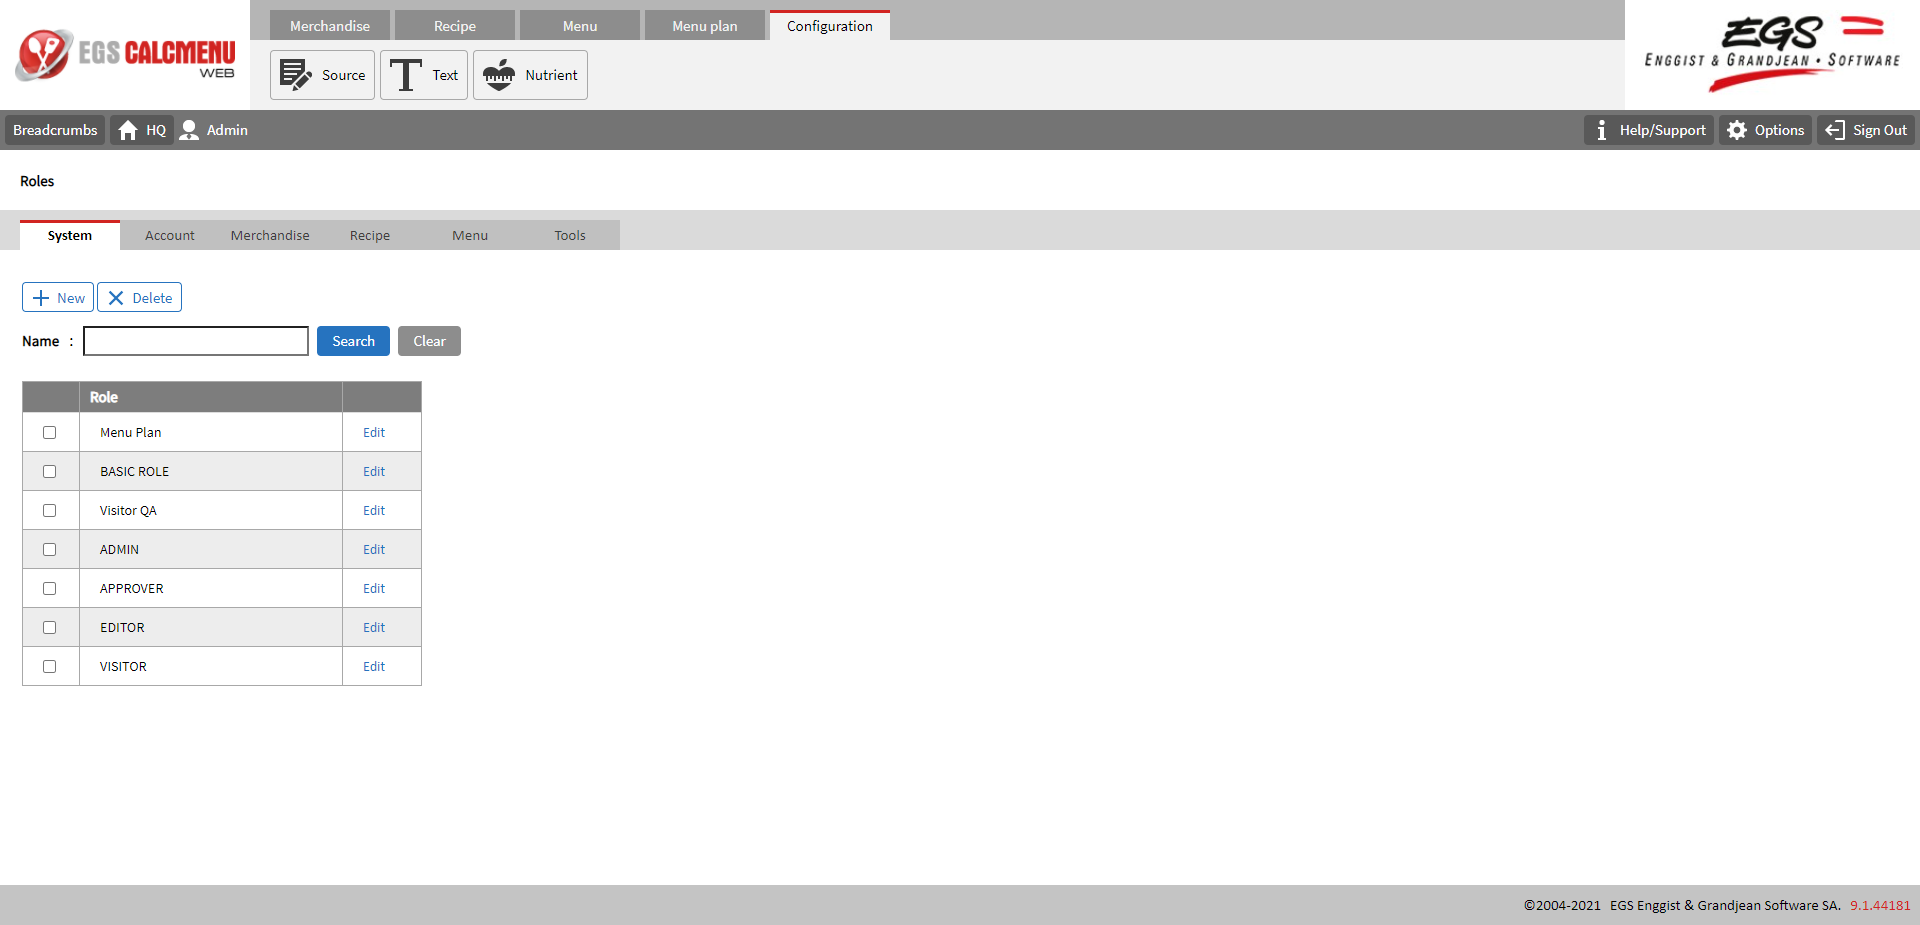 EGS CALCMENU
WEB
Merchandise Recipe Menu Menu plan Configuration
Source Text Nutrient
EGS
ENGGIST & GRANDJEAN • SOFTWARE
Breadcrumbs HQ Admin Help/Support Options Sign Out
Roles
System Account Merchandise Recipe Menu Tools
New Delete
Name : Search Clear
Role
Menu Plan Edit
BASIC ROLE Edit
Visitor QA Edit
ADMIN Edit
APPROVER Edit
EDITOR Edit
VISITOR Edit
©2004-2021 EGS Enggist & Grandjean Software SA. 9.1.44181